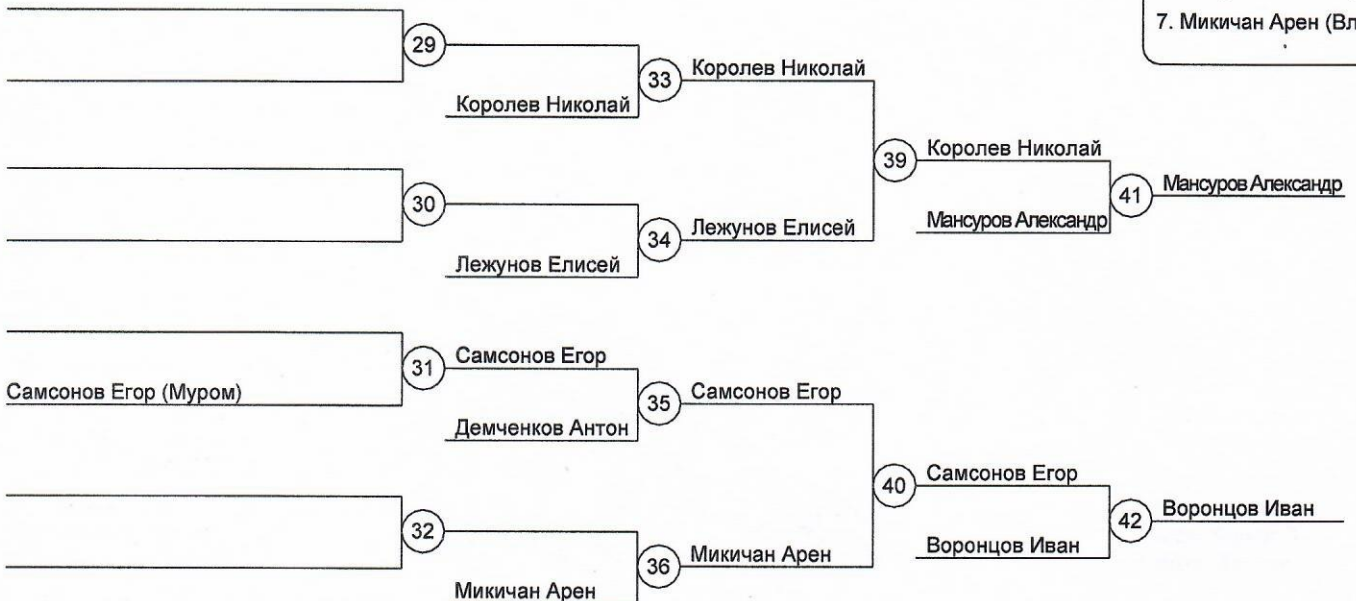 7. Микичан Арен (Вл
29
33
Королев Николай
Королев Николай
39
Королев Николай
41
Мансуров Александр
Мансуров Александр
30
34
Лежунов Елисей
Лежунов Елисей
31
Самсонов Егор
Самсонов Егор (Муром)
35
Самсонов Егор
Демченков Антон
40
Самсонов Егор
42
Воронцов Иван
Воронцов Иван
32
36
Микичан Арен
Микичан Арен